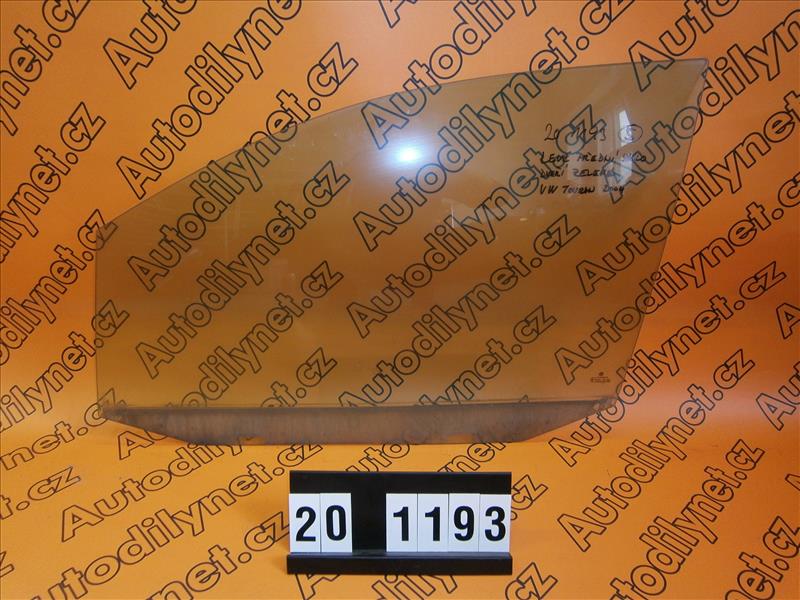 Autodilynet.cz
20 1193
LEVÉ PŘEDNÍ SKLO
DVEŘÍ ZELENÉ
VW TOURAN 2004
20 1193